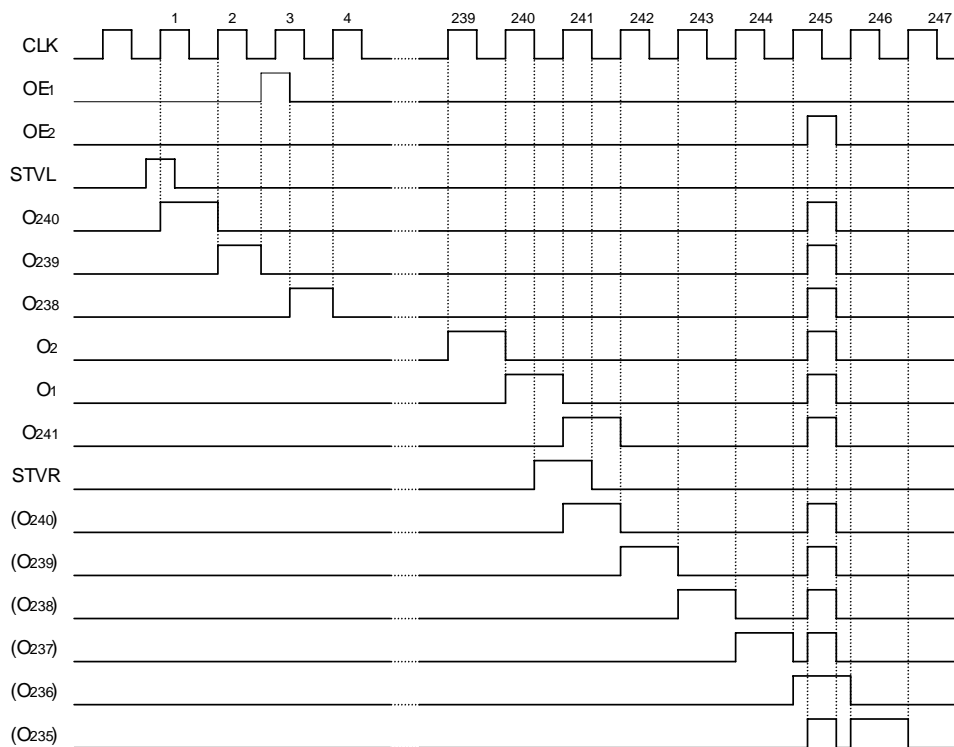 1 2 3 4 239 240 241 242 243 244 245 246 247
CLK
OE1
OE2
STVL
O240
O239
O238
O2
O1
O241
STVR
(O240)
(O239)
(O238)
(O237)
(O236)
(O235)